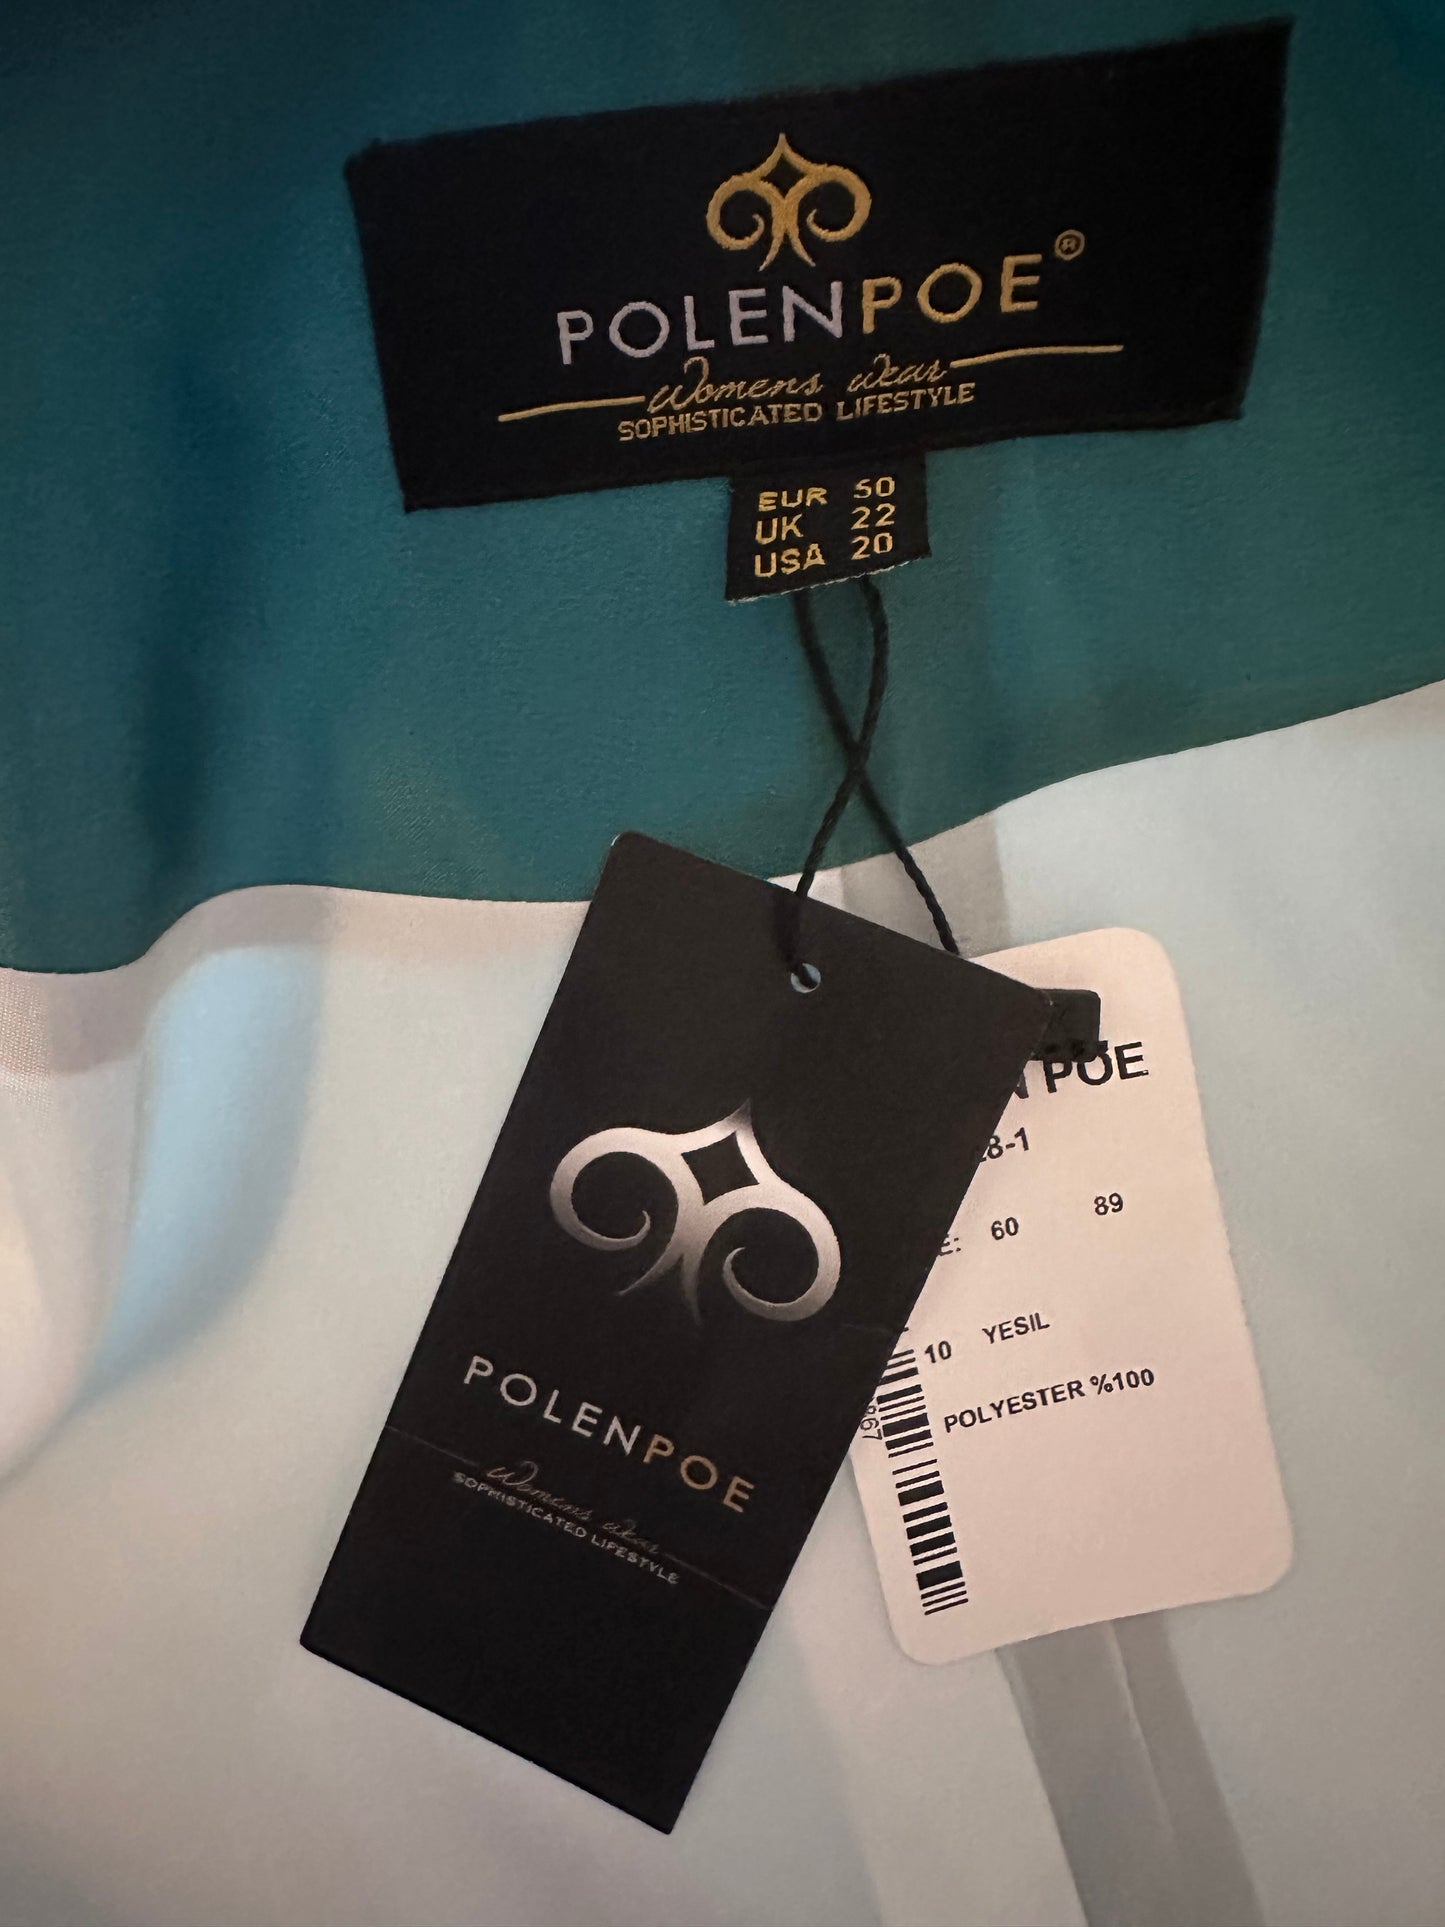 POLENPOE®
Womens wear
SOPHISTICATED LIFESTYLE
EUR 50
UK 22
USA 20
POLENPOE
Womens wear
SOPHISTICATED LIFESTYLE
POE
8-1
E: 60 89
10 YESIL
POLYESTER %100
867